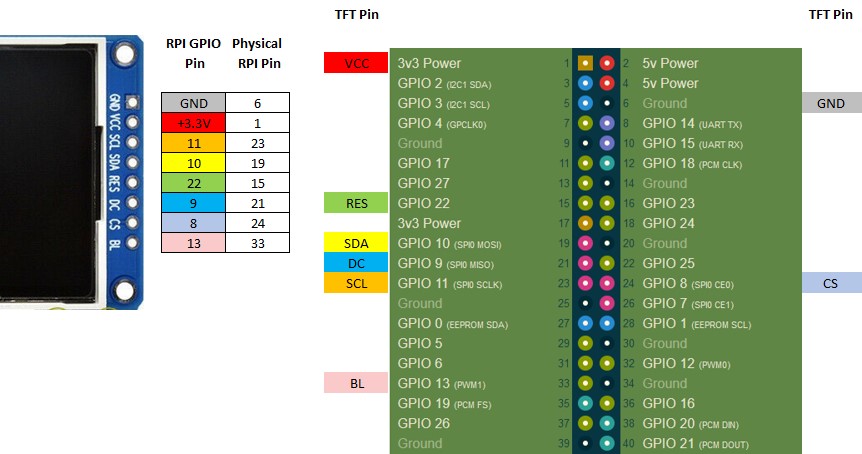 TFT Pin TFT Pin
RPI GPIO Pin Physical RPI Pin
GND 6
+3.3V 1
11 23
10 19
22 15
9 21
8 24
13 33
GND VCC SCL SDA RES DC CS BL
VCC 3v3 Power 1 2 5v Power
GPIO 2 (I2C1 SDA) 3 4 5v Power
GPIO 3 (I2C1 SCL) 5 6 Ground GND
GPIO 4 (GPCLK0) 7 8 GPIO 14 (UART TX)
Ground 9 10 GPIO 15 (UART RX)
GPIO 17 11 12 GPIO 18 (PCM CLK)
GPIO 27 13 14 Ground
RES GPIO 22 15 16 GPIO 23
3v3 Power 17 18 GPIO 24
SDA GPIO 10 (SPI0 MOSI) 19 20 Ground
DC GPIO 9 (SPI0 MISO) 21 22 GPIO 25
SCL GPIO 11 (SPI0 SCLK) 23 24 GPIO 8 (SPI0 CE0) CS
Ground 25 26 GPIO 7 (SPI0 CE1)
GPIO 0 (EEPROM SDA) 27 28 GPIO 1 (EEPROM SCL)
GPIO 5 29 30 Ground
GPIO 6 31 32 GPIO 12 (PWM0)
BL GPIO 13 (PWM1) 33 34 Ground
GPIO 19 (PCM FS) 35 36 GPIO 16
GPIO 26 37 38 GPIO 20 (PCM DIN)
Ground 39 40 GPIO 21 (PCM DOUT)